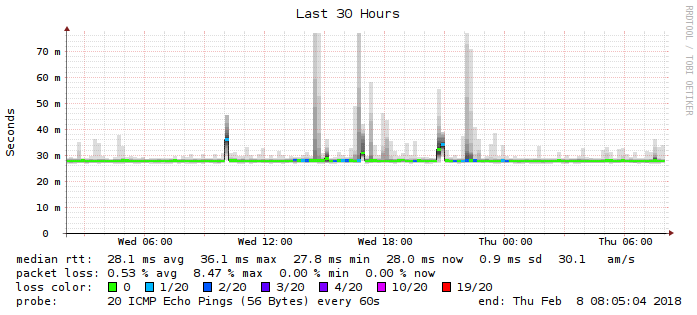 Last 30 Hours
RRDTOOL / TOBI OETIKER
Seconds
70 m
60 m
50 m
40 m
30 m
20 m
10 m
0
Wed 06:00 Wed 12:00 Wed 18:00 Thu 00:00 Thu 06:00
median rtt: 28.1 ms avg 36.1 ms max 27.8 ms min 28.0 ms now 0.9 ms sd 30.1 am/s
packet loss: 0.53 % avg 8.47 % max 0.00 % min 0.00 % now
loss color: 0 1/20 2/20 3/20 4/20 10/20 19/20
probe: 20 ICMP Echo Pings (56 Bytes) every 60s end: Thu Feb 8 08:05:04 2018